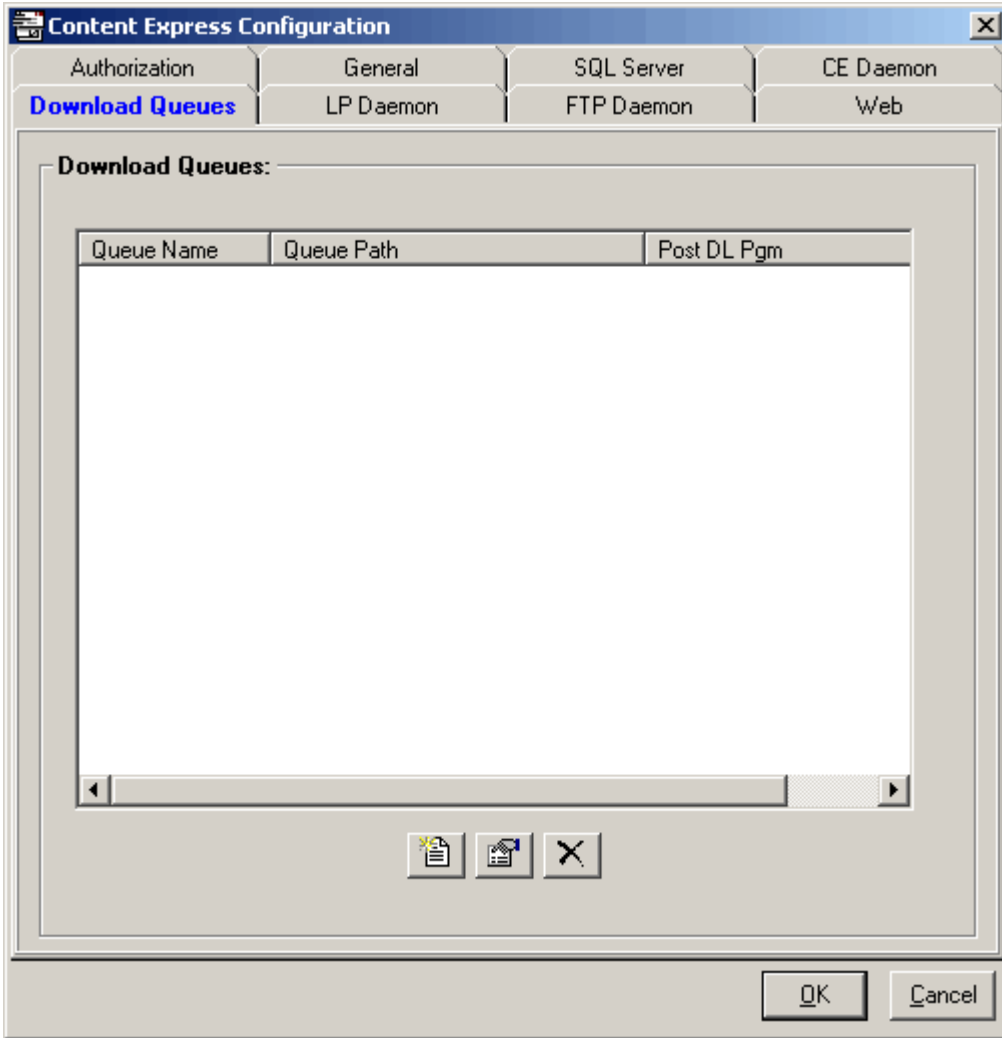 Content Express Configuration
Authorization General SQL Server CE Daemon
Download Queues LP Daemon FTP Daemon Web
Download Queues:
Queue Name Queue Path Post DL Pgm
OK Cancel